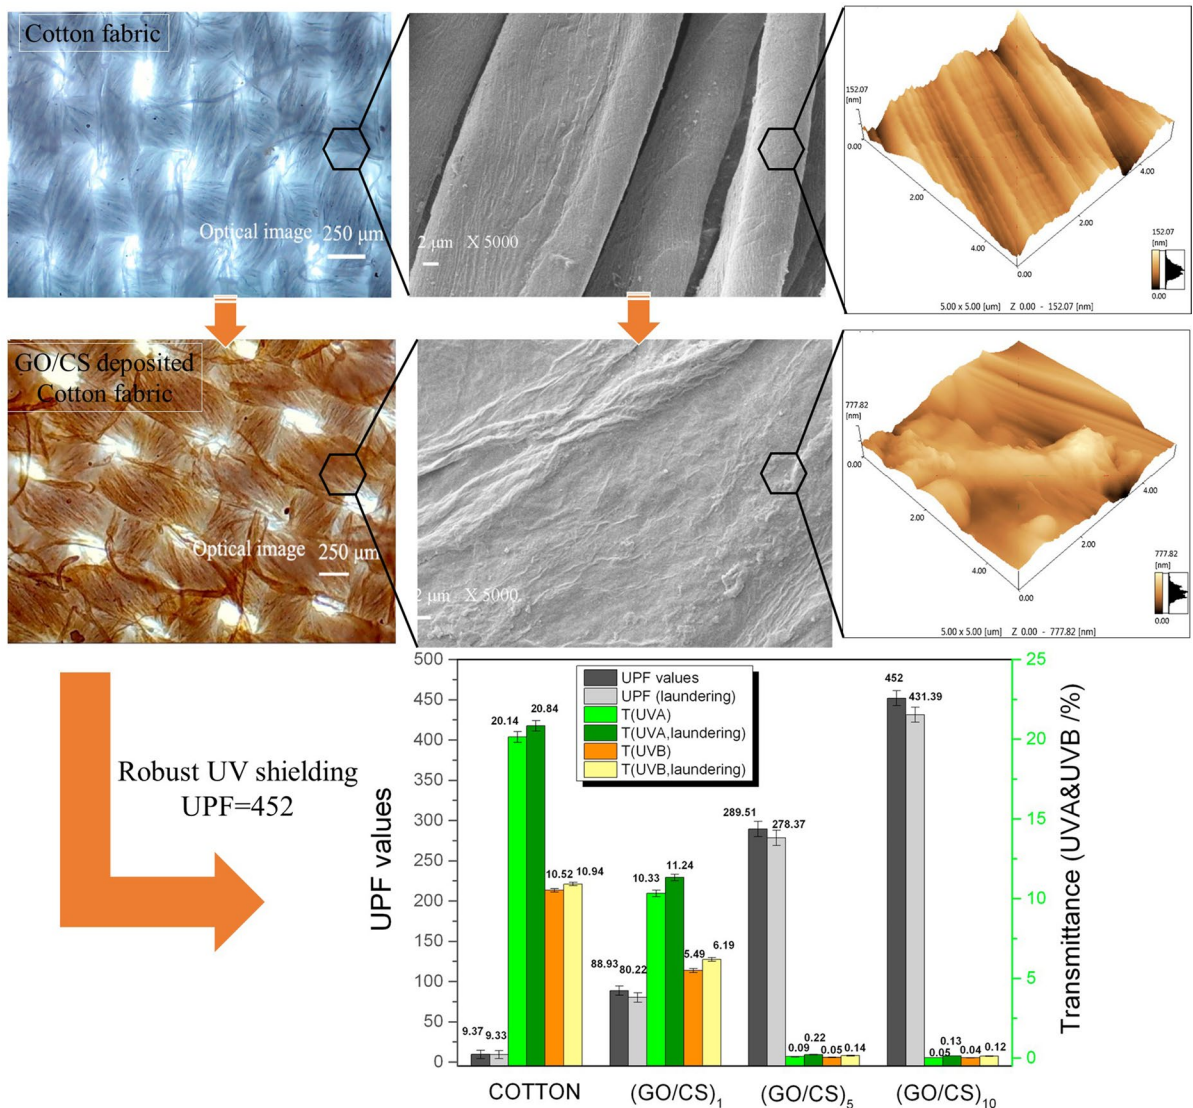 Cotton fabric
Optical image 250 μm
2 μm X 5000
152.07
[nm]
0.00
2.00
4.00
0.00
2.00
4.00
152.07
[nm]
0.00
5.00 x 5.00 [um] Z 0.00 - 152.07 [nm]
GO/CS deposited
Cotton fabric
Optical image 250 μm
2 μm X 5000
777.82
[nm]
0.00
2.00
4.00
0.00
2.00
4.00
777.82
[nm]
0.00
5.00 x 5.00 [um] Z 0.00 - 777.82 [nm]
Robust UV shielding
UPF=452
UPF values
500
450
400
350
300
250
200
150
100
50
0
UPF values
UPF (laundering)
T(UVA)
T(UVA,laundering)
T(UVB)
T(UVB,laundering)
9.37
9.33
20.14
20.84
10.52
10.94
88.93
80.22
10.33
11.24
5.49
6.19
289.51
278.37
0.09
0.22
0.05
0.14
452
431.39
0.05
0.13
0.04
0.12
COTTON
(GO/CS)1
(GO/CS)5
(GO/CS)10
25
20
15
10
5
0
Transmittance (UVA&UVB /%)